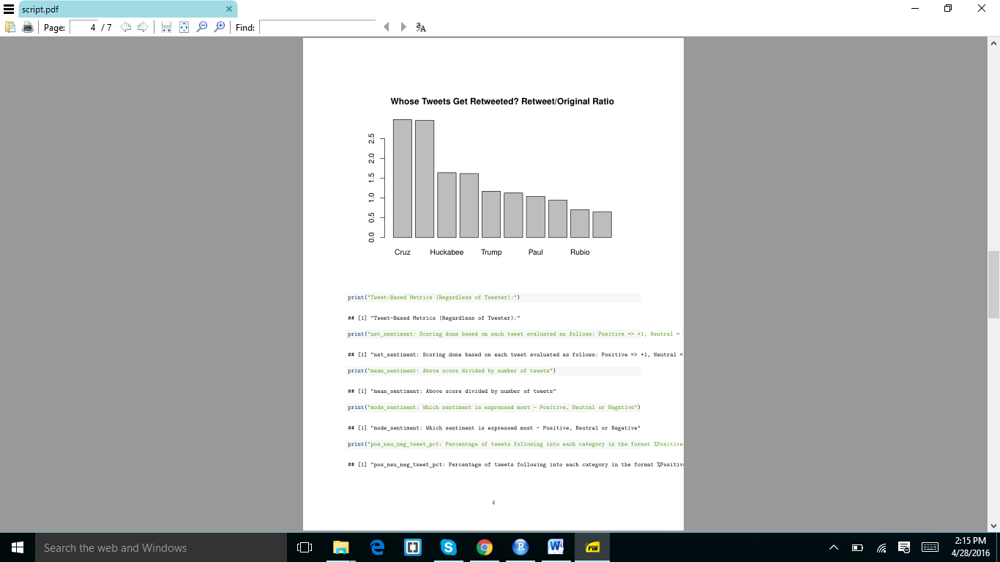 script.pdf
Page: 4 / 7 Find:
Whose Tweets Get Retweeted? Retweet/Original Ratio
2.5
2.0
1.5
1.0
0.5
0.0
Cruz Huckabee Trump Paul Rubio
print("Tweet-Based Metrics (Regardless of Tweeter):")
## [1] "Tweet-Based Metrics (Regardless of Tweeter):"
print("net_sentiment: Scoring done based on each tweet evaluated as follows: Positive => +1, Neutral =
## [1] "net_sentiment: Scoring done based on each tweet evaluated as follows: Positive => +1, Neutral =
print("mean_sentiment: Above score divided by number of tweets")
## [1] "mean_sentiment: Above score divided by number of tweets"
print("mode_sentiment: Which sentiment is expressed most - Positive, Neutral or Negative")
## [1] "mode_sentiment: Which sentiment is expressed most - Positive, Neutral or Negative"
print("pos_neu_neg_tweet_pct: Percentage of tweets following into each category in the format %Positive,
## [1] "pos_neu_neg_tweet_pct: Percentage of tweets following into each category in the format %Positiv
4
Search the web and Windows
2:15 PM
4/28/2016